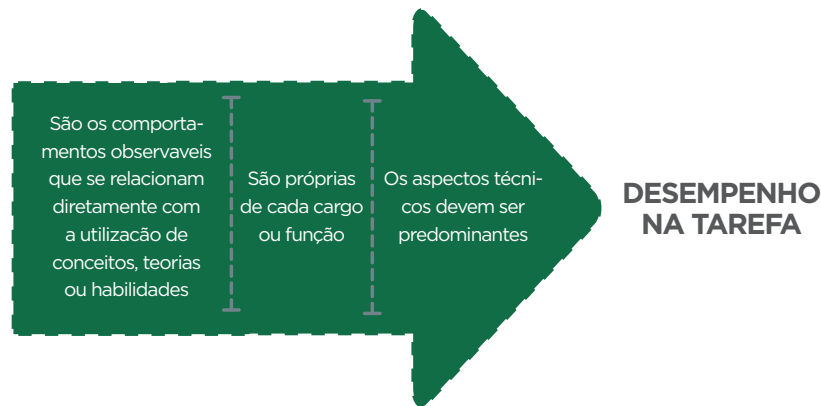 São os comporta-
mentos observaveis
que se relacionam
diretamente com
a utilizacão de
conceitos, teorias
ou habilidades
São próprias
de cada cargo
ou função
Os aspectos técni-
cos devem ser
predominantes
DESEMPENHO
NA TAREFA